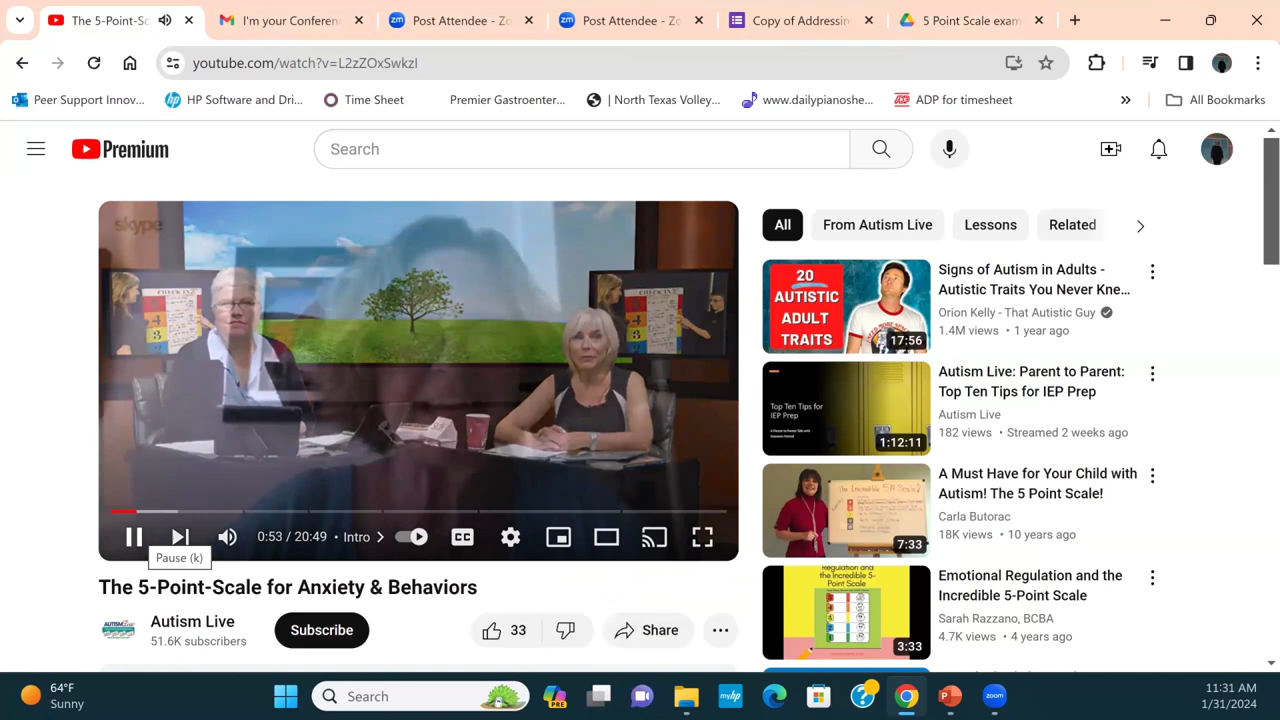 The 5-Point-Sc
I'm your Conferen
Post Attendee - Zo
Post Attendee - Zo
Copy of Addressin
5 Point Scale exam
youtube.com/watch?v=L2zZOxSwkzI
Peer Support Innov...
HP Software and Dri...
Time Sheet
Premier Gastroenter...
| North Texas Volley...
www.dailypianoshe...
ADP for timesheet
All Bookmarks
Premium
Search
skype
CHECK IN
4
3
All
From Autism Live
Lessons
Related
20
AUTISTIC
ADULT
TRAITS
17:56
Signs of Autism in Adults -
Autistic Traits You Never Kne...
Orion Kelly - That Autistic Guy
1.4M views • 1 year ago
Top Ten Tips for
IEP Prep
1:12:11
Autism Live: Parent to Parent:
Top Ten Tips for IEP Prep
Autism Live
182 views • Streamed 2 weeks ago
7:33
A Must Have for Your Child with
Autism! The 5 Point Scale!
Carla Butorac
18K views • 10 years ago
Regulation and
the Incredible 5-
Point Scale
3:33
Emotional Regulation and the
Incredible 5-Point Scale
Sarah Razzano, BCBA
4.7K views • 4 years ago
0:53 / 20:49 • Intro
CC
Pause (k)
The 5-Point-Scale for Anxiety & Behaviors
Autism Live
51.6K subscribers
Subscribe
33
Share
64°F
Sunny
Search
PRE
myhp
zoom
11:31 AM
1/31/2024